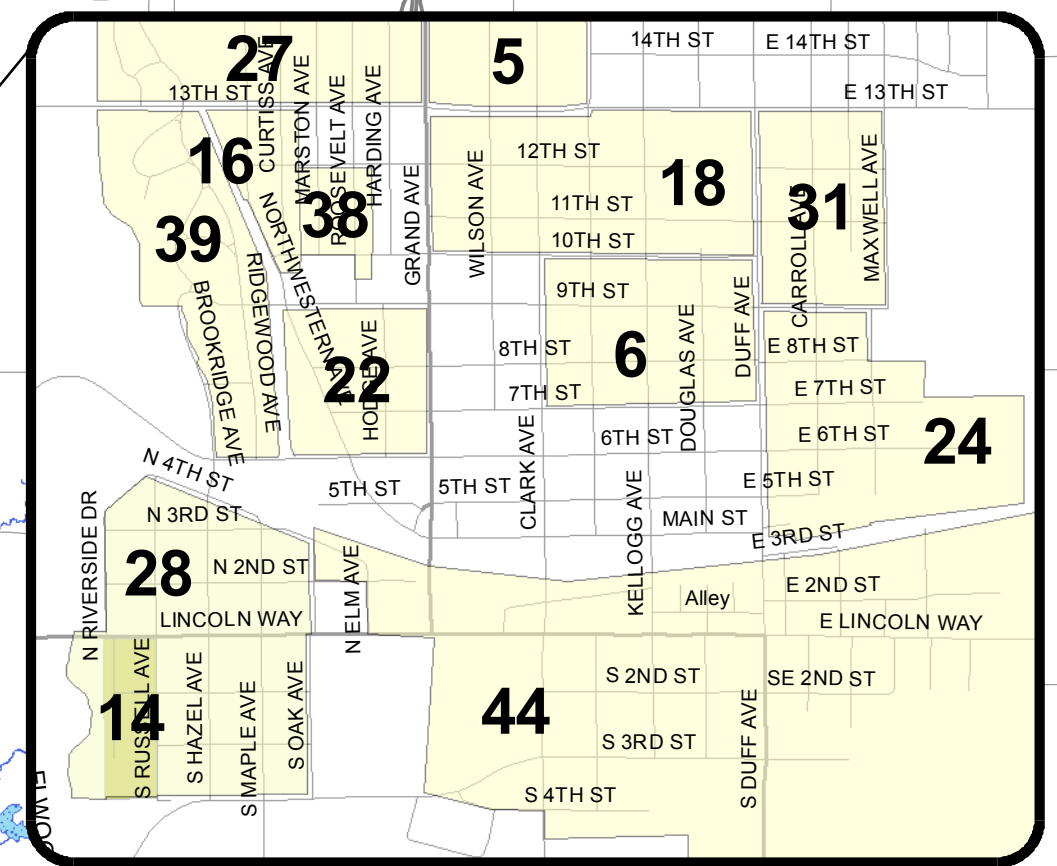 14TH ST
E 14TH ST
27
5
13TH ST
CURTISS AVE
MARSTON AVE
ROOSEVELT AVE
HARDING AVE
E 13TH ST
16
12TH ST
18
38
39
GRAND AVE
WILSON AVE
11TH ST
31
CARROLL AVE
MAXWELL AVE
10TH ST
NORTHWESTERN AVE
RIDGEWOOD AVE
BROOKRIDGE AVE
9TH ST
DUFF AVE
DOUGLAS AVE
8TH ST
6
E 8TH ST
22
HODGE AVE
7TH ST
E 7TH ST
6TH ST
E 6TH ST
24
CLARK AVE
N 4TH ST
5TH ST
5TH ST
E 5TH ST
KELLOGG AVE
N RIVERSIDE DR
N 3RD ST
MAIN ST
E 3RD ST
28
N 2ND ST
N ELM AVE
E 2ND ST
Alley
LINCOLN WAY
E LINCOLN WAY
14
S RUSSELL AVE
S HAZEL AVE
S MAPLE AVE
S OAK AVE
44
S 2ND ST
SE 2ND ST
S DUFF AVE
S 3RD ST
S 4TH ST